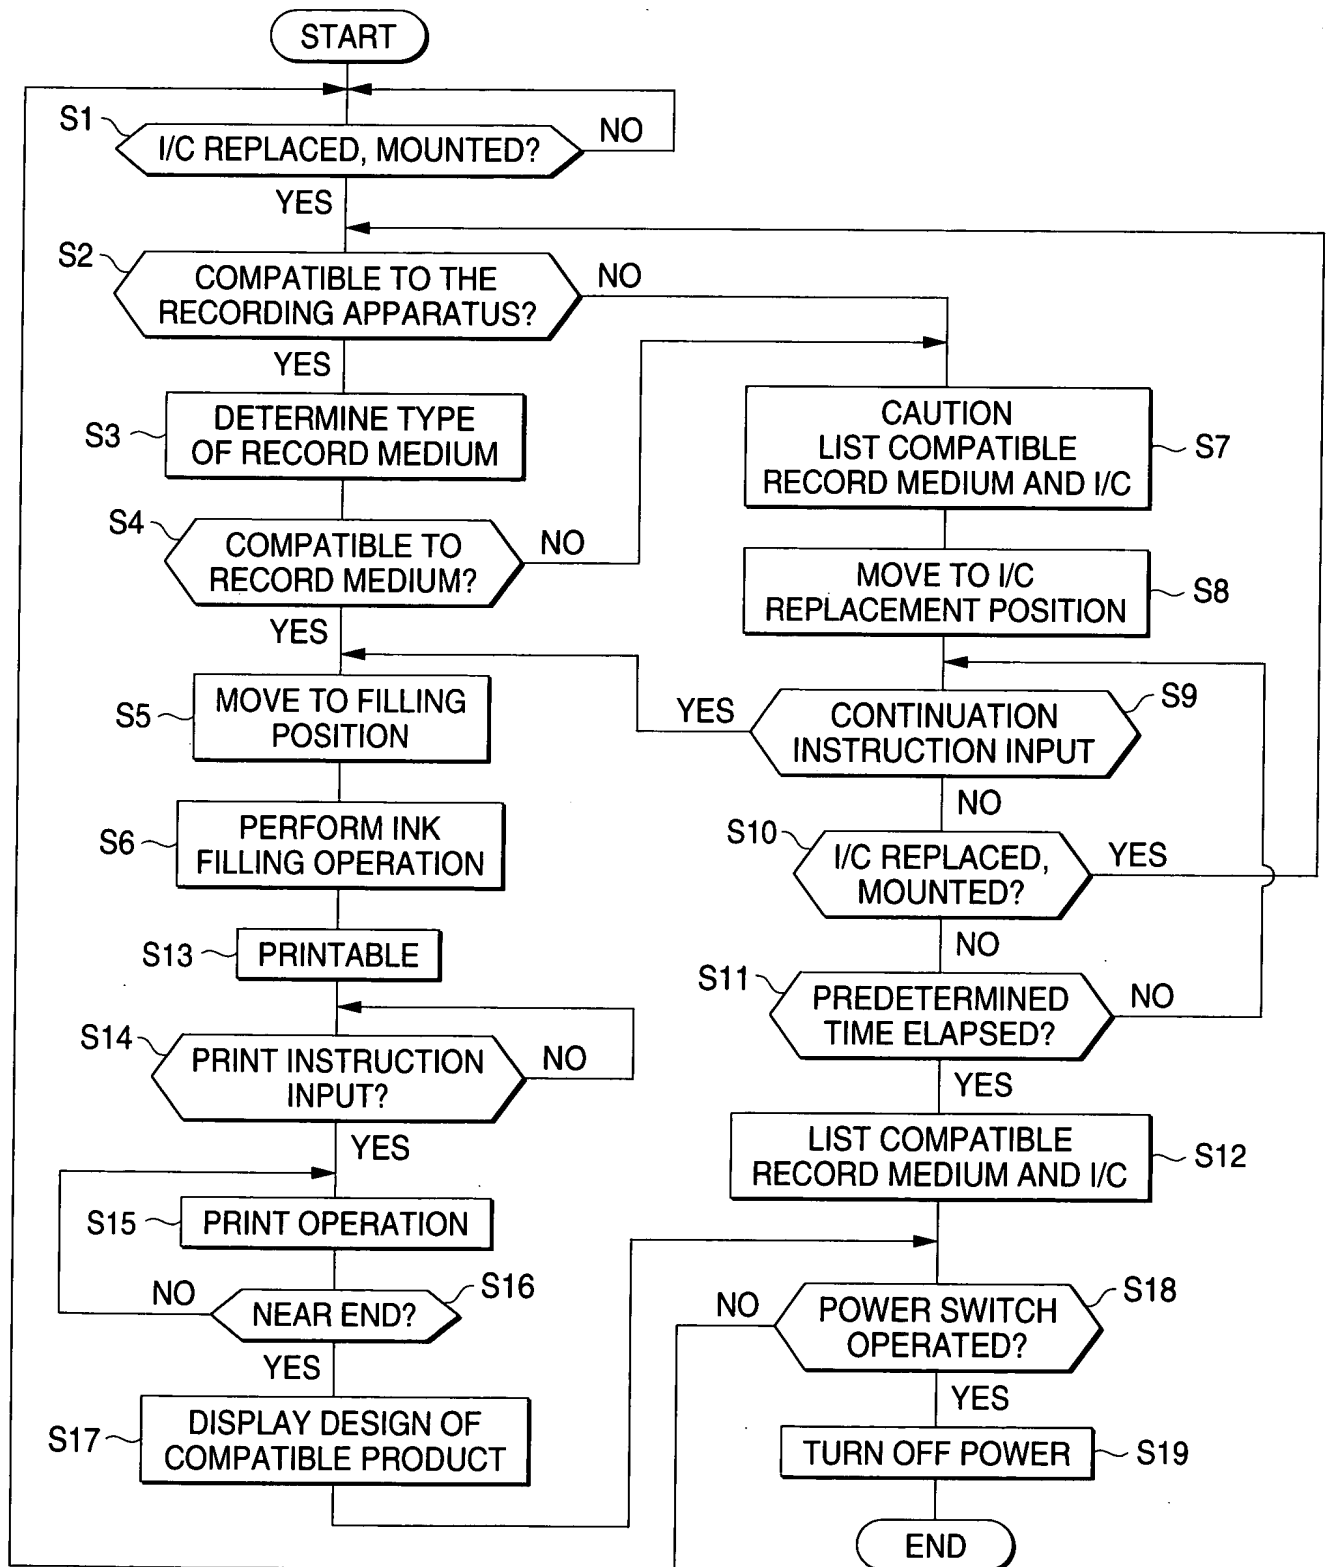 START
S1
I/C REPLACED, MOUNTED?
NO
YES
S2
COMPATIBLE TO THE
RECORDING APPARATUS?
NO
YES
S3
DETERMINE TYPE
OF RECORD MEDIUM
S4
COMPATIBLE TO
RECORD MEDIUM?
NO
YES
S5
MOVE TO FILLING
POSITION
S6
PERFORM INK
FILLING OPERATION
S13
PRINTABLE
S14
PRINT INSTRUCTION
INPUT?
NO
YES
S15
PRINT OPERATION
S16
NEAR END?
NO
YES
S17
DISPLAY DESIGN OF
COMPATIBLE PRODUCT
CAUTION
LIST COMPATIBLE
RECORD MEDIUM AND I/C
S7
MOVE TO I/C
REPLACEMENT POSITION
S8
YES
CONTINUATION
INSTRUCTION INPUT
S9
NO
S10
I/C REPLACED,
MOUNTED?
YES
NO
S11
PREDETERMINED
TIME ELAPSED?
NO
YES
LIST COMPATIBLE
RECORD MEDIUM AND I/C
S12
NO
POWER SWITCH
OPERATED?
S18
YES
TURN OFF POWER
S19
END